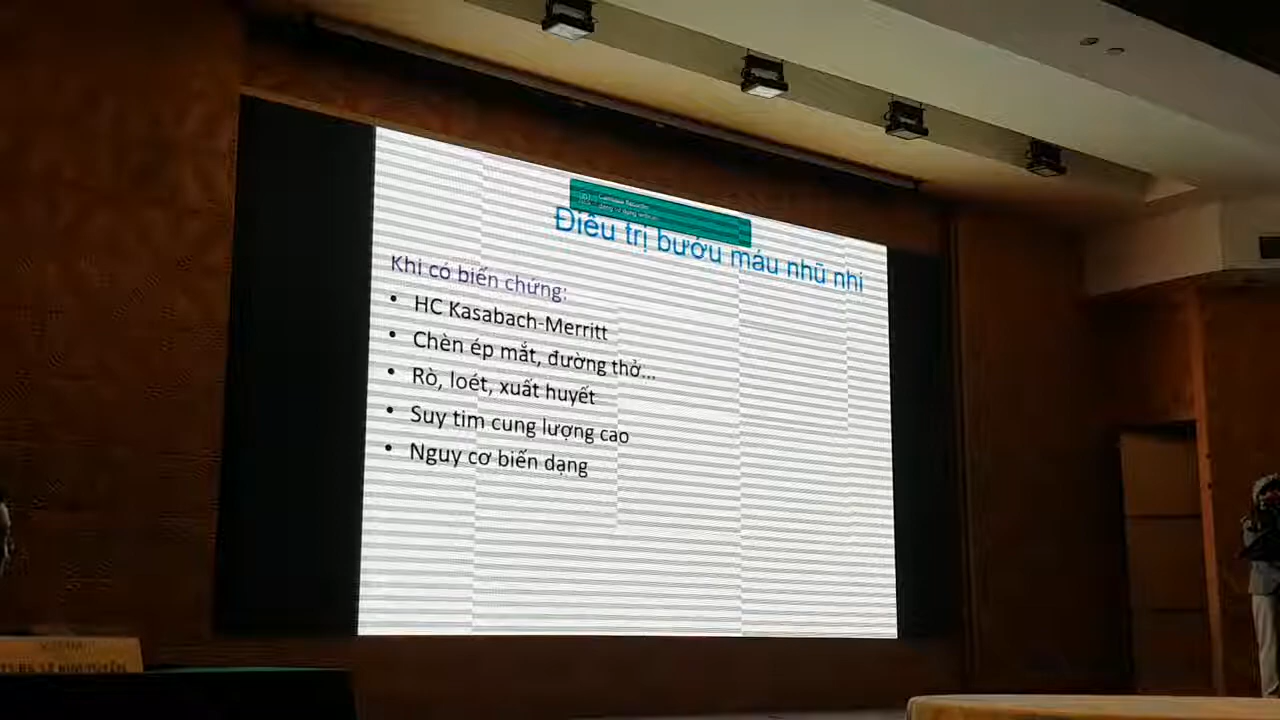 Điều trị bướu máu nhũ nhi
Khi có biến chứng:
• HC Kasabach-Merritt
• Chèn ép mắt, đường thở...
• Rò, loét, xuất huyết
• Suy tim cung lượng cao
• Nguy cơ biến dạng